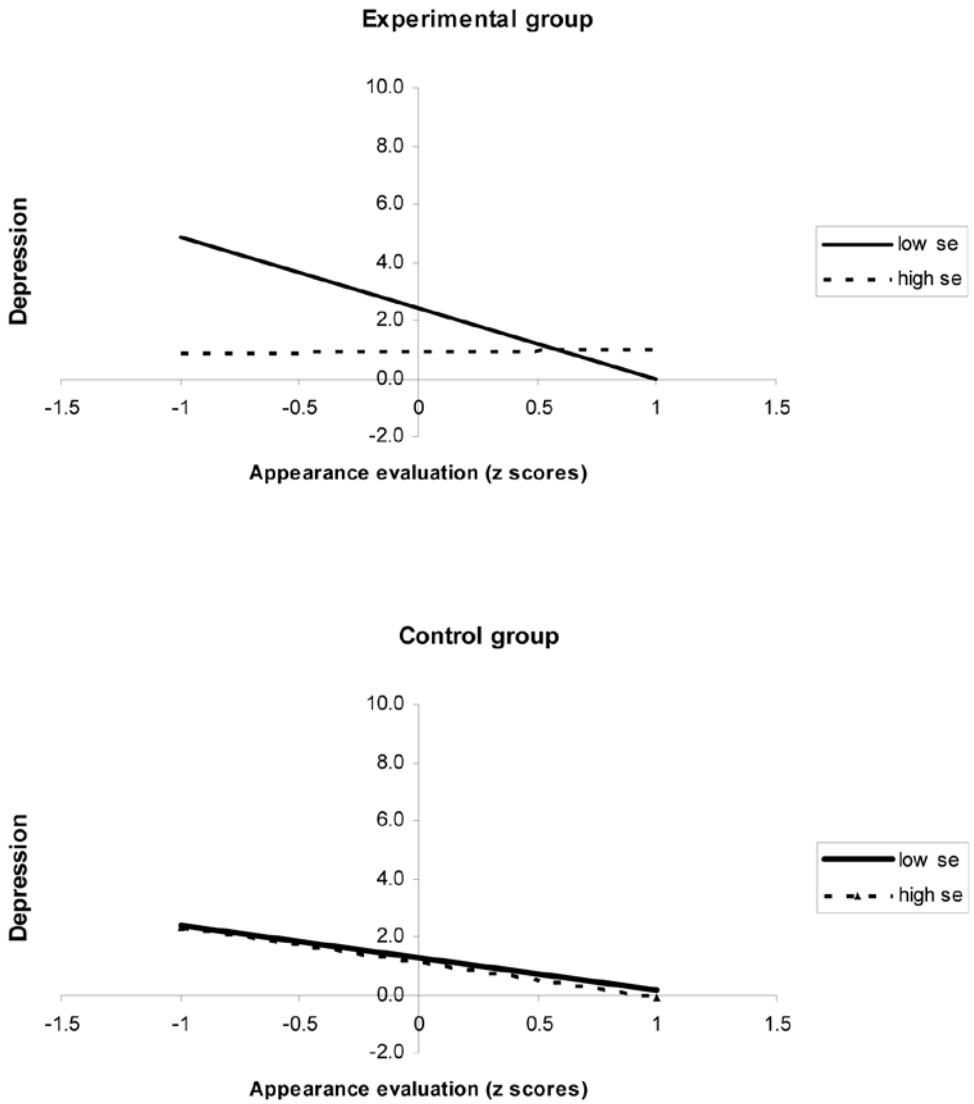 Experimental group
10.0
8.0
6.0
4.0
2.0
0.0
-2.0
-1.5 -1 -0.5 0 0.5 1 1.5
Depression
Appearance evaluation (z scores)
low se
high se
Control group
10.0
8.0
6.0
4.0
2.0
0.0
-2.0
-1.5 -1 -0.5 0 0.5 1 1.5
Depression
Appearance evaluation (z scores)
low se
high se